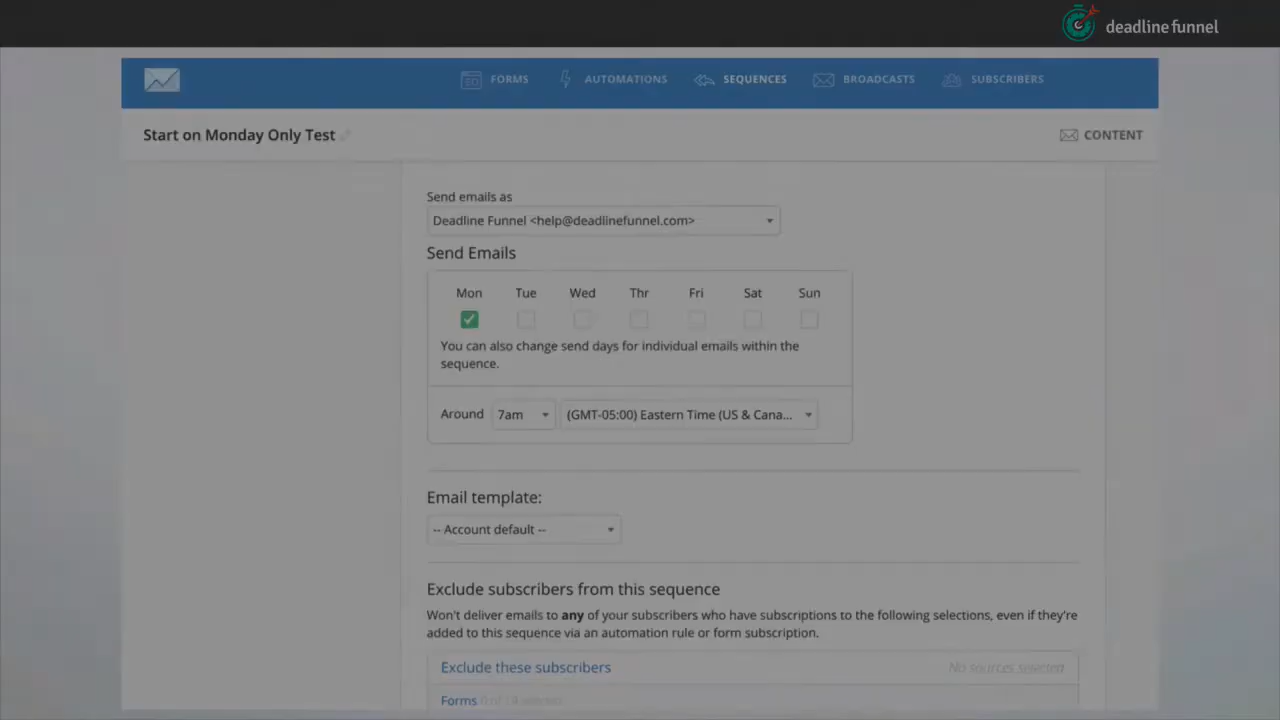 deadline funnel
FORMS AUTOMATIONS SEQUENCES BROADCASTS SUBSCRIBERS
Start on Monday Only Test
CONTENT
Send emails as
Deadline Funnel <help@deadlinefunnel.com>
Send Emails
Mon Tue Wed Thr Fri Sat Sun
You can also change send days for individual emails within the
sequence.
Around 7am (GMT-05:00) Eastern Time (US & Cana...
Email template:
-- Account default --
Exclude subscribers from this sequence
Won't deliver emails to any of your subscribers who have subscriptions to the following selections, even if they're
added to this sequence via an automation rule or form subscription.
Exclude these subscribers No sources selected
Forms 0 of 19 selected